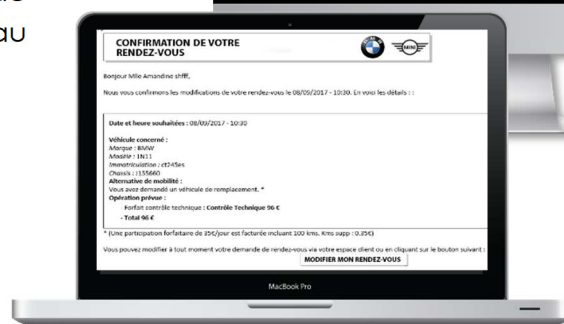 au
CONFIRMATION DE VOTRE
RENDEZ-VOUS
MINI
Bonjour Mlle Amandine shfff,
Nous vous confirmons les modifications de votre rendez-vous le 08/09/2017 - 10:30. En voici les détails : :
Date et heure souhaitées : 08/09/2017 - 10:30
Véhicule concerné :
Marque : BMW
Modèle : 1N11
Immatriculation : ct245es
Chassis : J155660
Alternative de mobilité :
Vous avez demandé un véhicule de remplacement. *
Opération prévue :
- Forfait contrôle technique : Contrôle Technique 96 €
- Total 96 €
* (Une participation forfaitaire de 35€/jour est facturée incluant 100 kms. Kms supp : 0.35€)
Vous pouvez modifier à tout moment votre demande de rendez-vous via votre espace client ou en cliquant sur le bouton suivant :
MODIFIER MON RENDEZ-VOUS
MacBook Pro